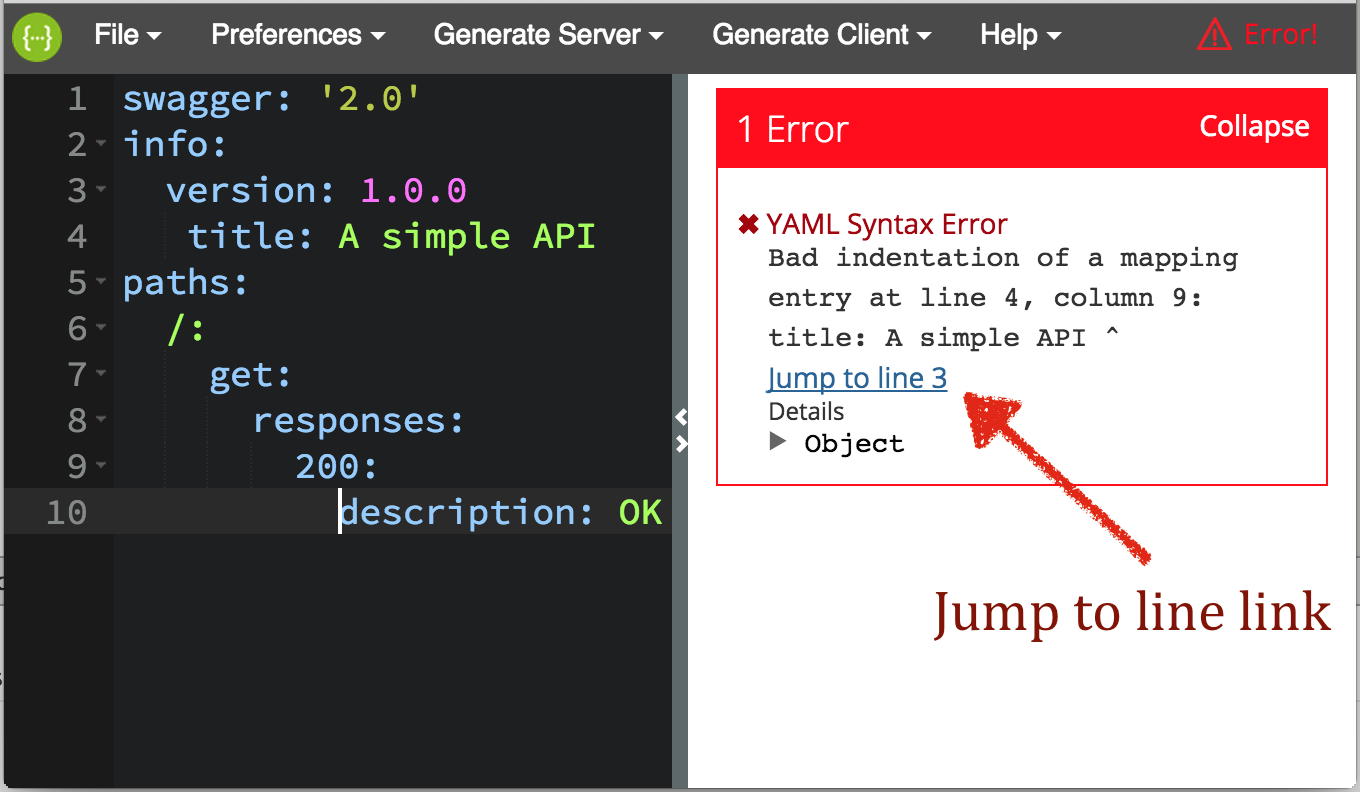 {···} File Preferences Generate Server Generate Client Help Error!
1 swagger: '2.0'
2 info:
3 version: 1.0.0
4 title: A simple API
5 paths:
6 /:
7 get:
8 responses:
9 200:
10 description: OK
1 Error Collapse
✖ YAML Syntax Error
Bad indentation of a mapping
entry at line 4, column 9:
title: A simple API ^
Jump to line 3
Details
▶ Object
Jump to line link